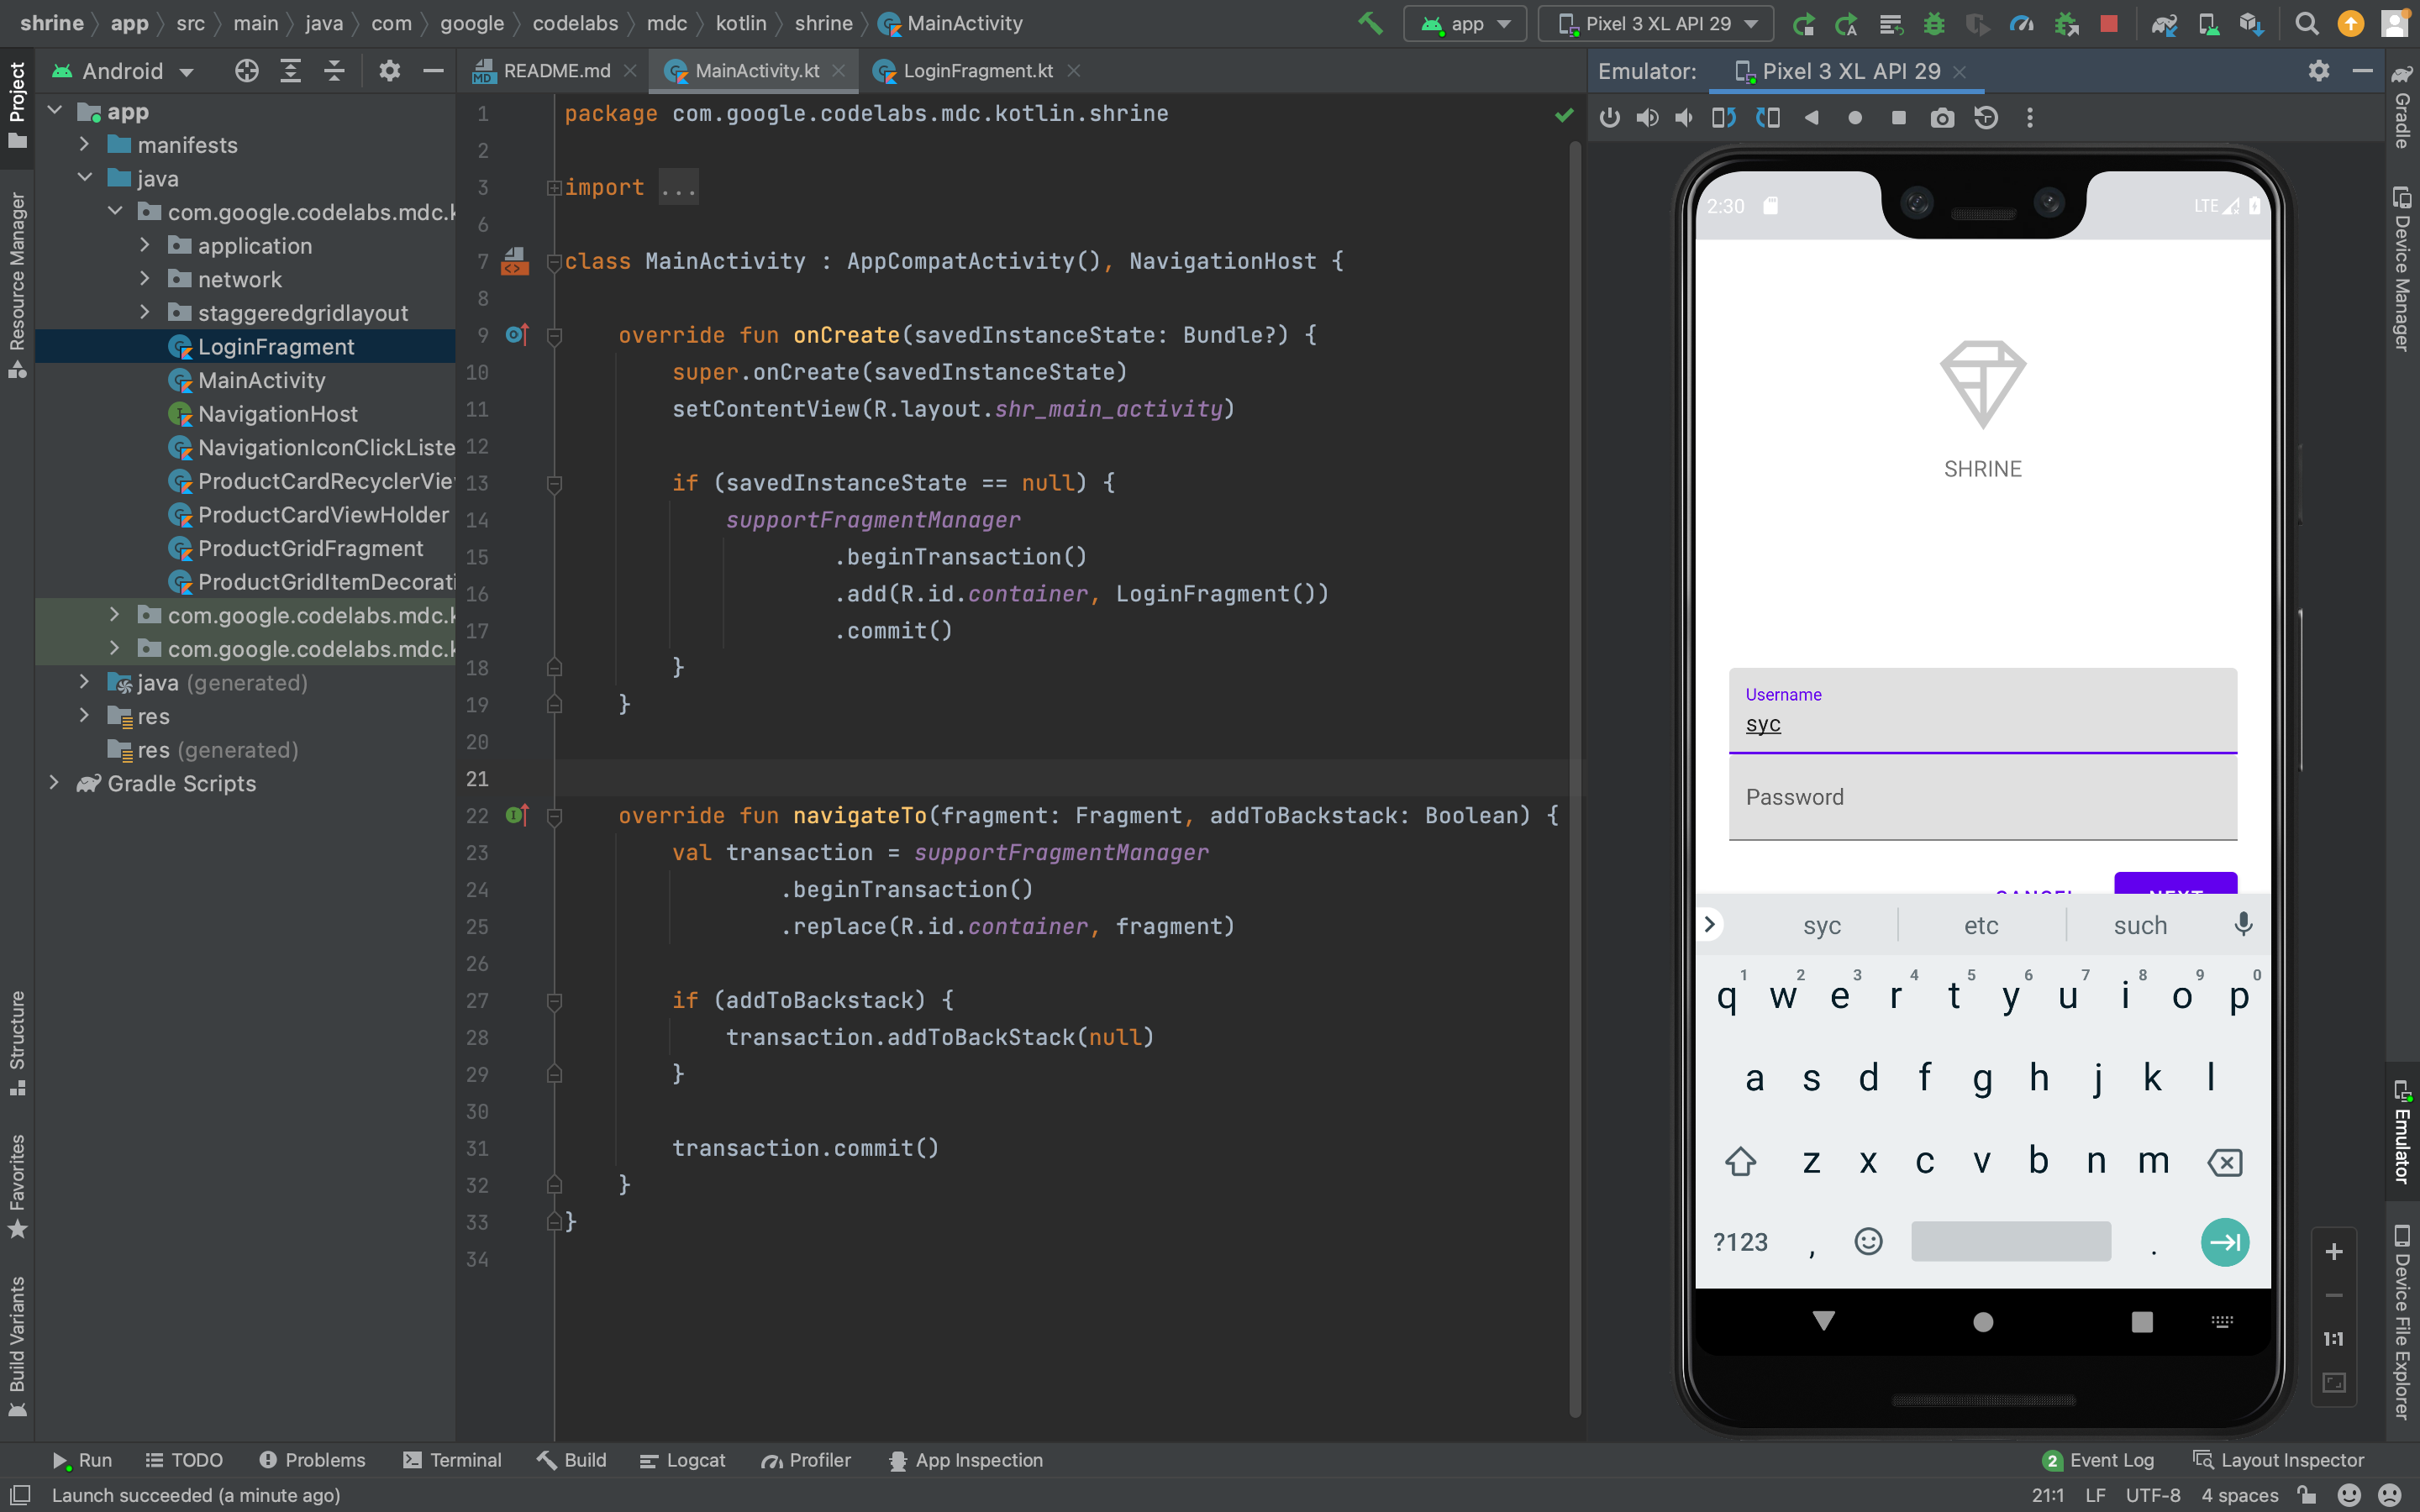 shrine app src main java com google codelabs mdc kotlin shrine MainActivity
app Pixel 3 XL API 29
Project
Android
README.md MainActivity.kt LoginFragment.kt
Emulator: Pixel 3 XL API 29
app
manifests
java
com.google.codelabs.mdc.k
application
network
staggeredgridlayout
LoginFragment
MainActivity
NavigationHost
NavigationIconClickListe
ProductCardRecyclerVie
ProductCardViewHolder
ProductGridFragment
ProductGridItemDecorati
com.google.codelabs.mdc.k
com.google.codelabs.mdc.k
java (generated)
res
res (generated)
Gradle Scripts
Resource Manager
Structure
Favorites
Build Variants
1 package com.google.codelabs.mdc.kotlin.shrine
2
3 import ...
6
7 class MainActivity : AppCompatActivity(), NavigationHost {
8
9 override fun onCreate(savedInstanceState: Bundle?) {
10 super.onCreate(savedInstanceState)
11 setContentView(R.layout.shr_main_activity)
12
13 if (savedInstanceState == null) {
14 supportFragmentManager
15 .beginTransaction()
16 .add(R.id.container, LoginFragment())
17 .commit()
18 }
19 }
20
21
22 override fun navigateTo(fragment: Fragment, addToBackstack: Boolean) {
23 val transaction = supportFragmentManager
24 .beginTransaction()
25 .replace(R.id.container, fragment)
26
27 if (addToBackstack) {
28 transaction.addToBackStack(null)
29 }
30
31 transaction.commit()
32 }
33 }
34
2:30 LTE
SHRINE
Username
syc
Password
CANCEL NEXT
syc etc such
1 2 3 4 5 6 7 8 9 0
q w e r t y u i o p
a s d f g h j k l
z x c v b n m
?123 , .
1:1
Gradle
Device Manager
Emulator
Device File Explorer
Run TODO Problems Terminal Build Logcat Profiler App Inspection
2 Event Log Layout Inspector
Launch succeeded (a minute ago)
21:1 LF UTF-8 4 spaces